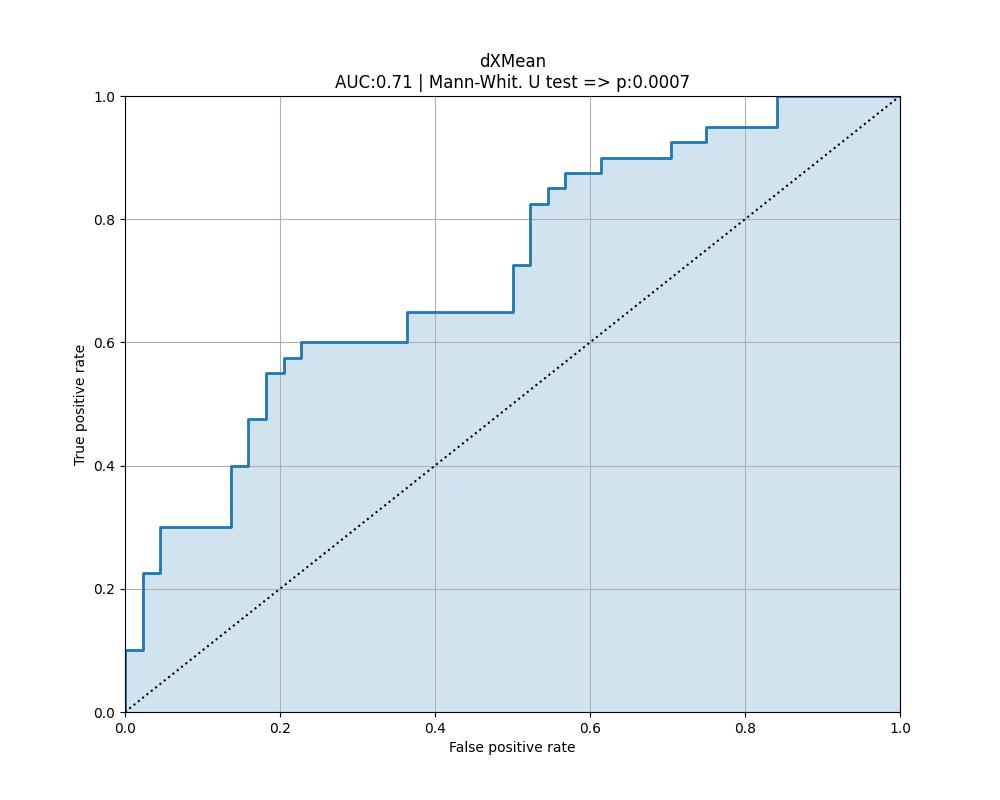 dXMean
AUC:0.71 | Mann-Whit. U test => p:0.0007
1.0
0.8
0.6
0.4
0.2
0.0
True positive rate
0.0 0.2 0.4 0.6 0.8 1.0
False positive rate